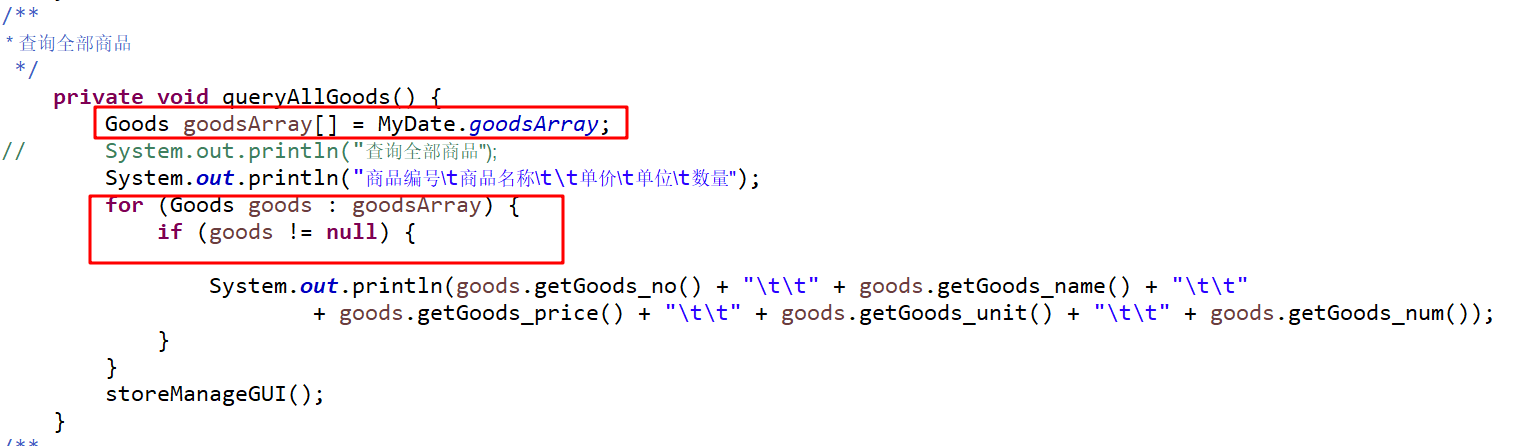 /**
* 查询全部商品
*/
private void queryAllGoods() {
Goods goodsArray[] = MyDate.goodsArray;
// System.out.println("查询全部商品");
System.out.println("商品编号\t商品名称\t\t单价\t单位\t数量");
for (Goods goods : goodsArray) {
if (goods != null) {
System.out.println(goods.getGoods_no() + "\t\t" + goods.getGoods_name() + "\t\t"
+ goods.getGoods_price() + "\t\t" + goods.getGoods_unit() + "\t\t" + goods.getGoods_num());
}
}
storeManageGUI();
}
/**